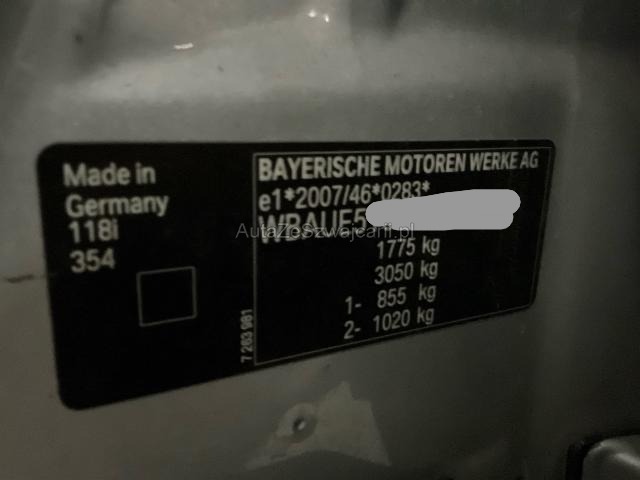 Made in
Germany
118i
354
7 283 981
BAYERISCHE MOTOREN WERKE AG
e1*2007/46*0283*
WBAUE5
AutaZeSzwajcarii.pl
1775 kg
3050 kg
1- 855 kg
2- 1020 kg